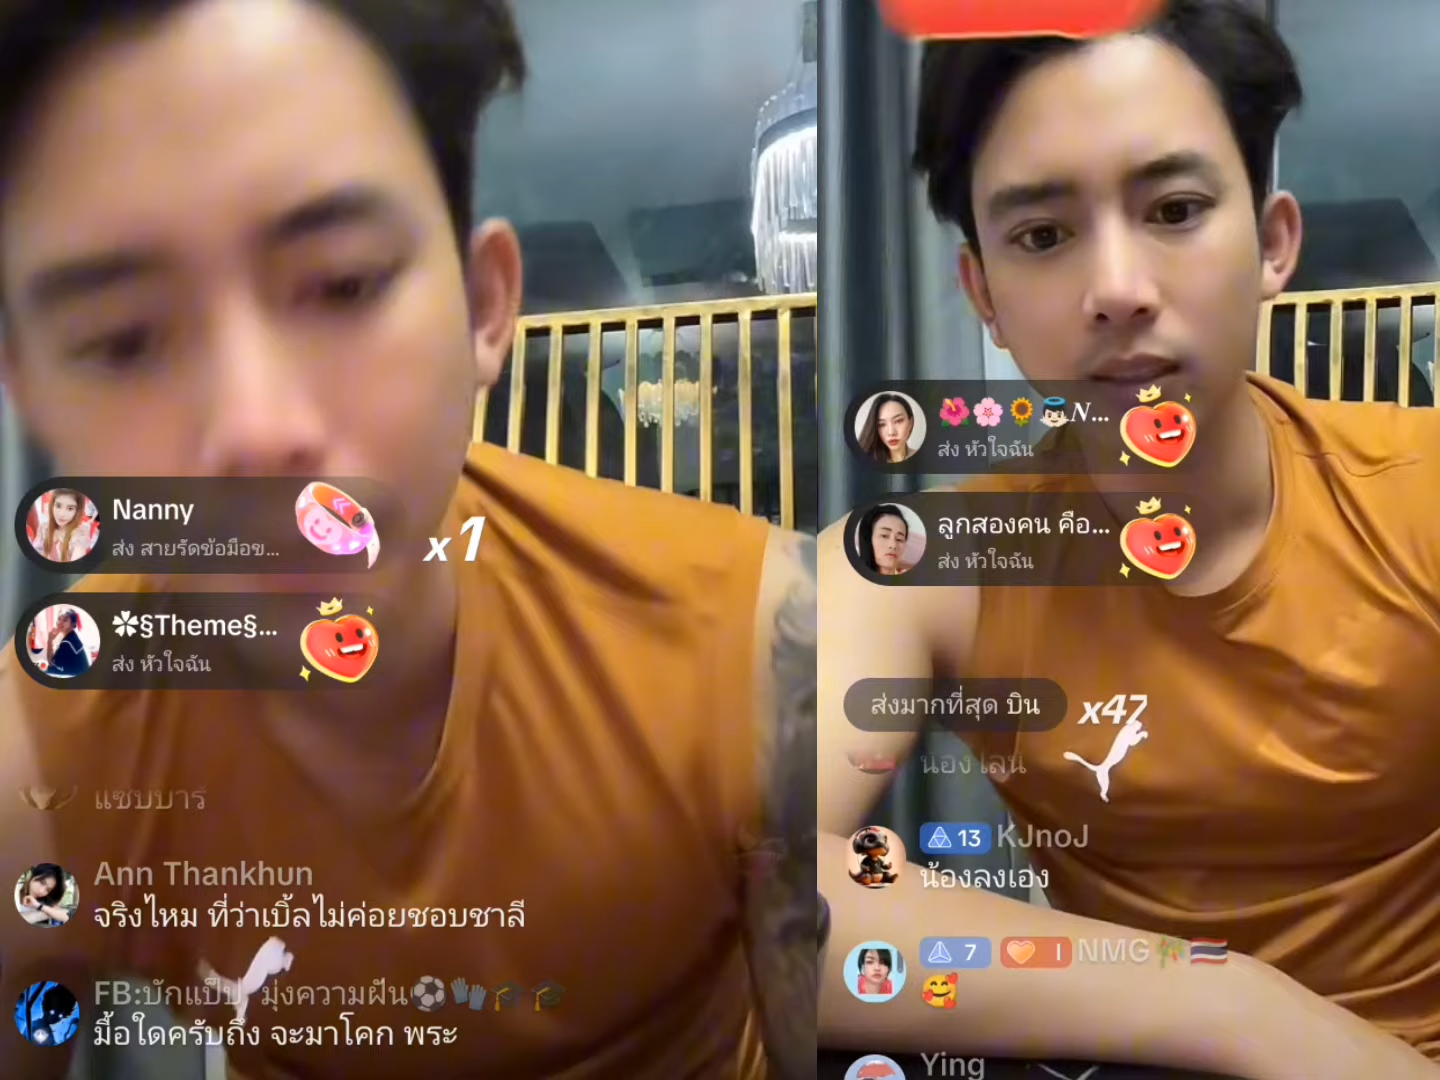 Nanny
ส่ง สายรัดข้อมือข...
x1
✽§Theme§...
ส่ง หัวใจฉัน
แซ่บบาร์
Ann Thankhun
จริงไหม ที่ว่าเบิ้ลไม่ค่อยชอบชาลี
FB:บักแป็ป, มุ่งความฝัน⚽🧤🎓🎓
มื้อใดครับถึง จะมาโคก พระ
🌺🌸🌻👼🏻N...
ส่ง หัวใจฉัน
ลูกสองคน คือ...
ส่ง หัวใจฉัน
ส่งมากที่สุด บิน
x47
น้อง เลน
13 KJnoJ
น้องลงเอง
7 I NMG🎋🇹🇭
🥰
Ying